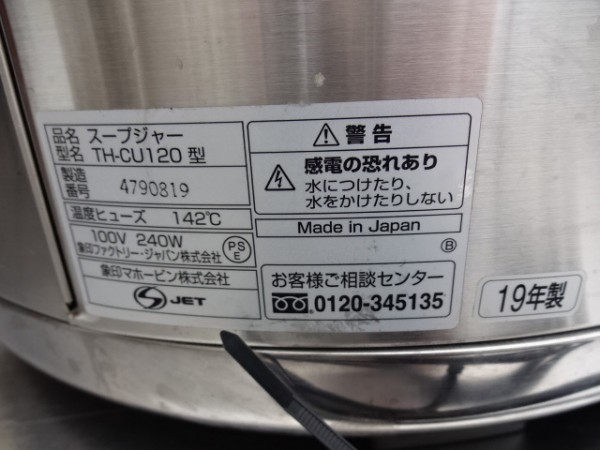 品名 スープジャー
型名 TH-CU120 型
製造番号 4790819
温度ヒューズ 142℃
100V 240W
象印ファクトリー・ジャパン株式会社
PS
E
象印マホービン株式会社
S JET
警告
感電の恐れあり
水につけたり、
水をかけたりしない
Made in Japan
B
お客様ご相談センター
0120-345135
19年製